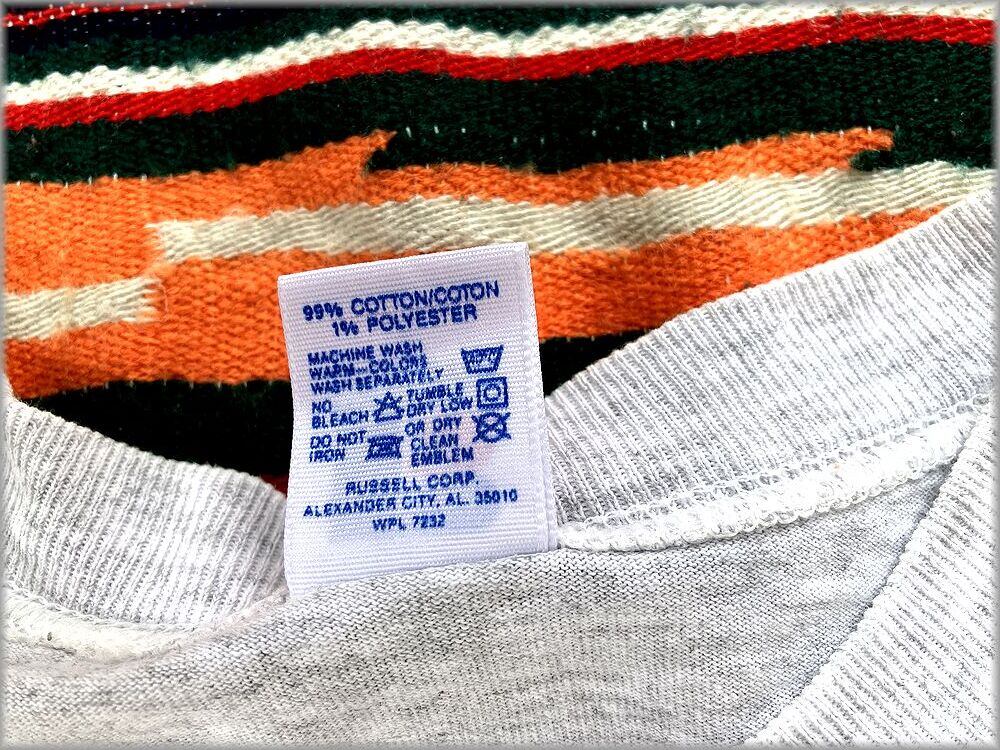 99% COTTON/COTON
1% POLYESTER
MACHINE WASH
WARM-COLORS
WASH SEPARATELY
NO
BLEACH
TUMBLE
DRY LOW
DO NOT
IRON
OR DRY
CLEAN
EMBLEM
RUSSELL CORP.
ALEXANDER CITY, AL. 35010
WPL 7232